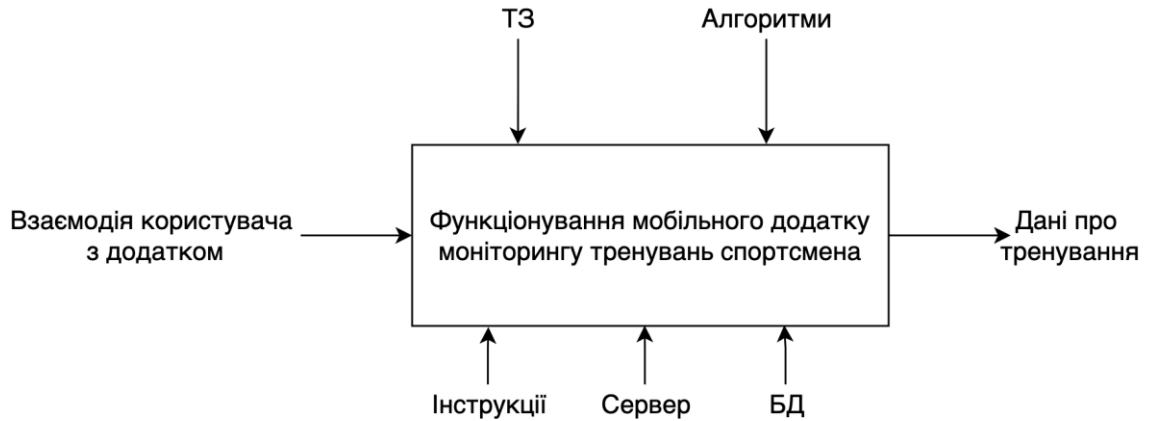 ТЗ
Алгоритми
Взаємодія користувача
з додатком
Функціонування мобільного додатку
моніторингу тренувань спортсмена
Дані про
тренування
Інструкції
Сервер
БД